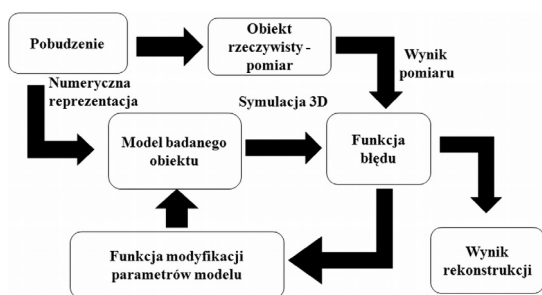 Pobudzenie
Obiekt
rzeczywisty -
pomiar
Wynik
pomiaru
Numeryczna
reprezentacja
Symulacja 3D
Model badanego
obiektu
Funkcja
błędu
Funkcja modyfikacji
parametrów modelu
Wynik
rekonstrukcji